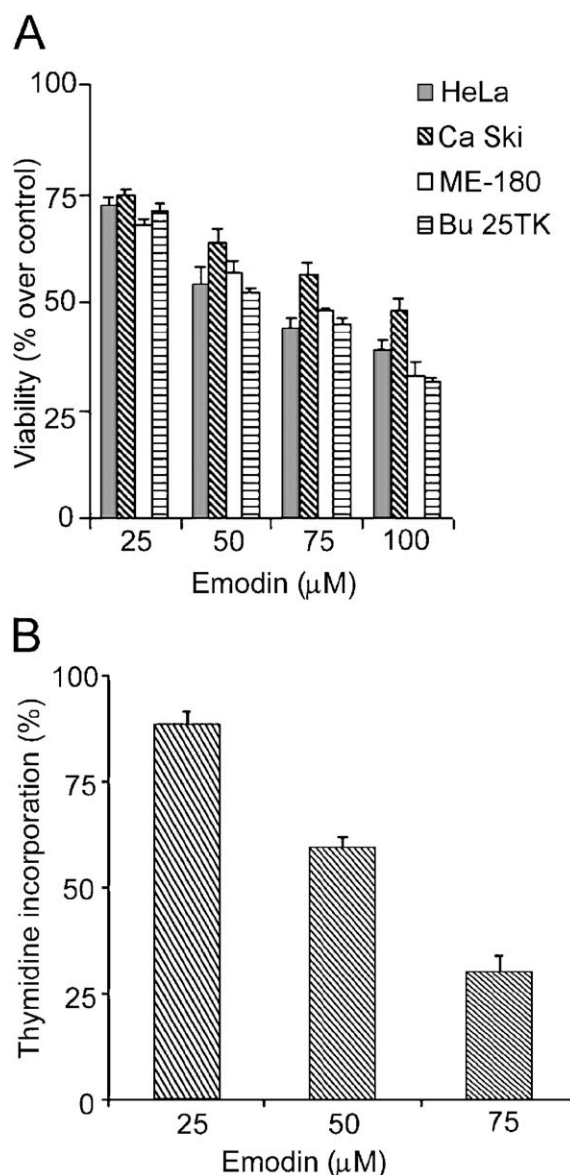 A
100
75
50
25
0
Viability (% over control)
HeLa
Ca Ski
ME-180
Bu 25TK
25 50 75 100
Emodin (μM)
B
100
75
50
25
0
Thymidine incorporation (%)
25 50 75
Emodin (μM)